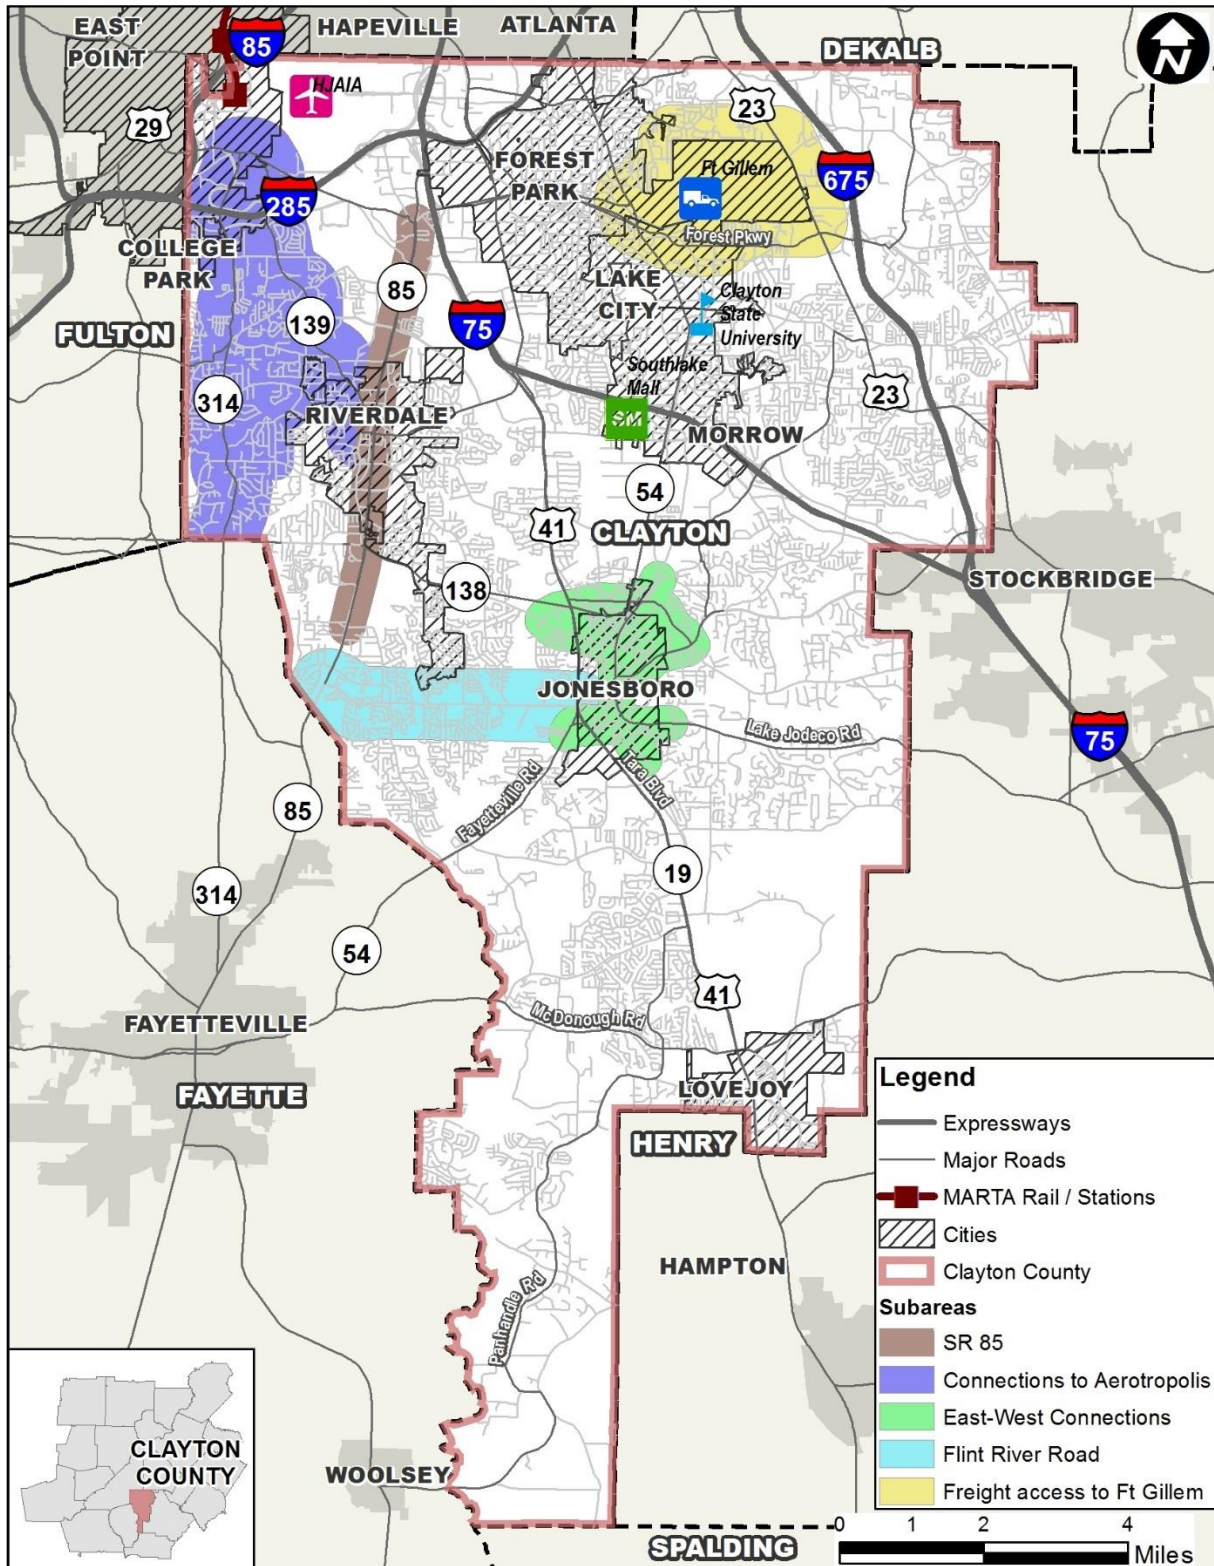 EAST
POINT
85
HAPEVILLE
ATLANTA
DEKALB
N
HJAIA
29
23
FOREST
PARK
Ft Gillem
675
285
COLLEGE
PARK
Forest Pkwy
85
LAKE
CITY
Clayton
State
University
FULTON
139
75
Southlake
Mall
23
314
RIVERDALE
SM
MORROW
54
41
CLAYTON
STOCKBRIDGE
138
JONESBORO
Lake Jodeco Rd
75
Fayetteville Rd
Tara Blvd
85
19
314
54
41
McDonough Rd
FAYETTEVILLE
FAYETTE
LOVEJOY
HENRY
HAMPTON
Panhandle Rd
WOOLSEY
SPALDING
CLAYTON
COUNTY
Legend
Expressways
Major Roads
MARTA Rail / Stations
Cities
Clayton County
Subareas
SR 85
Connections to Aerotropolis
East-West Connections
Flint River Road
Freight access to Ft Gillem
0 1 2 4
Miles